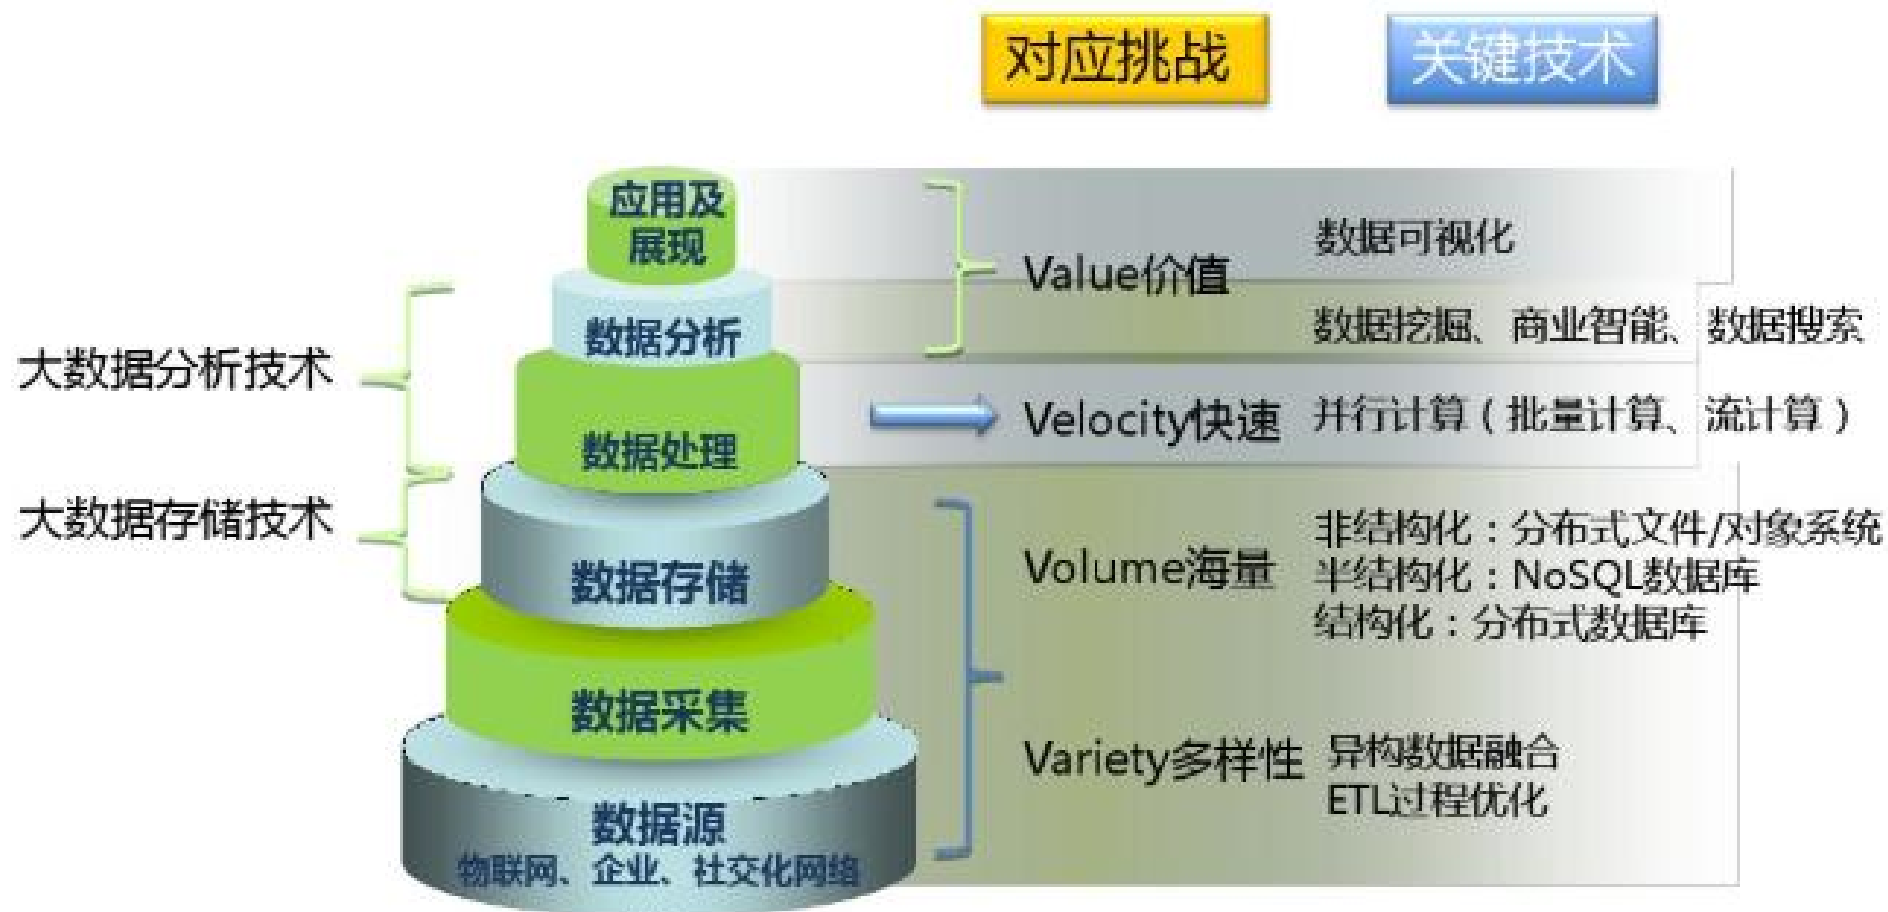 对应挑战
关键技术
应用及
展现
数据可视化
Value价值
数据分析
数据挖掘、商业智能、数据搜索
大数据分析技术
数据处理
Velocity快速
并行计算（批量计算、流计算）
大数据存储技术
数据存储
Volume海量
非结构化：分布式文件/对象系统
半结构化：NoSQL数据库
结构化：分布式数据库
数据采集
Variety多样性
异构数据融合
ETL过程优化
数据源
物联网、企业、社交化网络